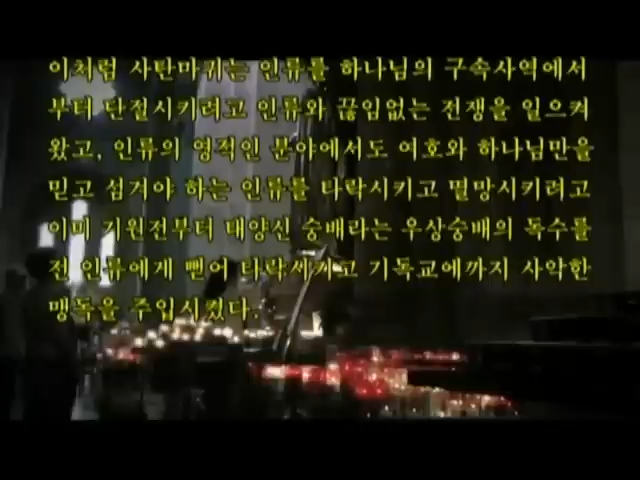 이처럼 사탄마귀는 인류를 하나님의 구속사역에서
부터 단절시키려고 인류와 끊임없는 전쟁을 일으켜
왔고, 인류의 영적인 분야에서도 여호와 하나님만을
믿고 섬겨야 하는 인류를 타락시키고 멸망시키려고
이미 기원전부터 태양신 숭배라는 우상숭배의 독수를
전 인류에게 뻗어 타락시키고 기독교에까지 사악한
맹독을 주입시켰다.